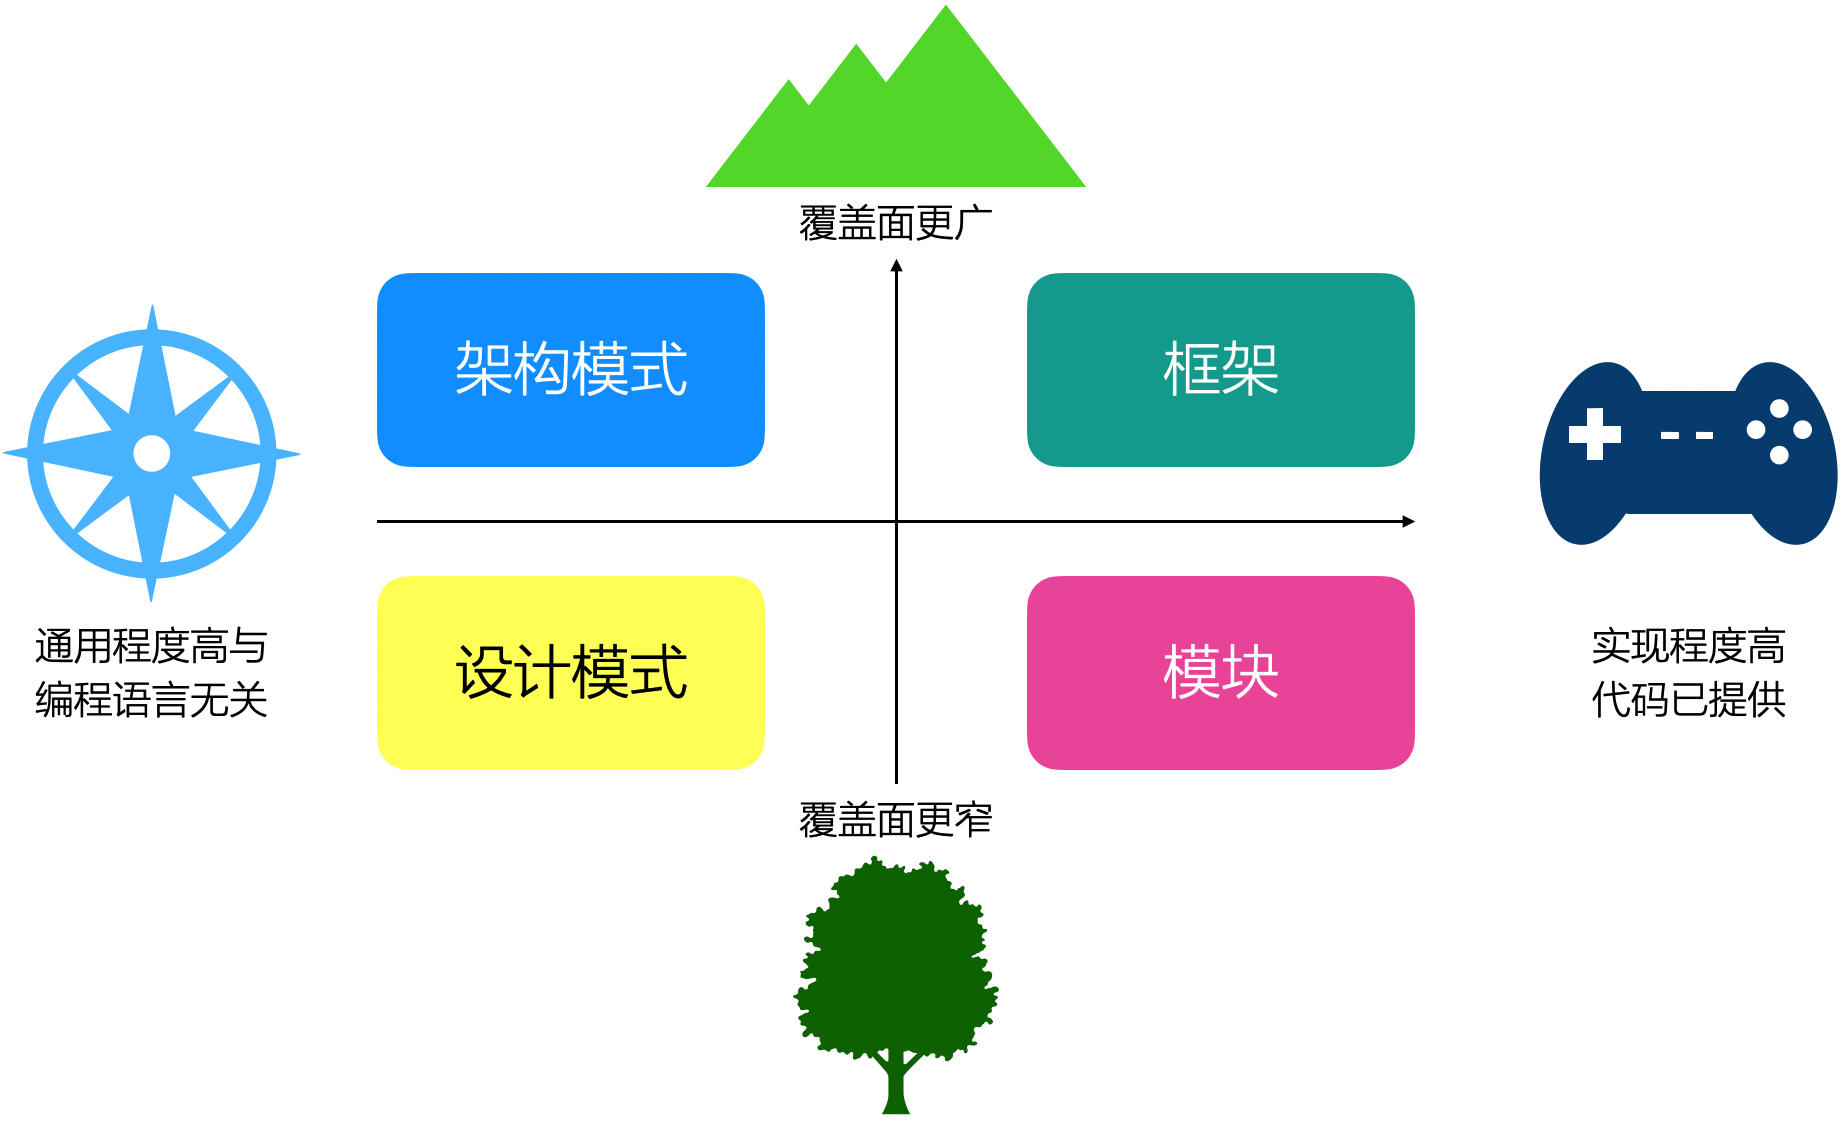 覆盖面更广
架构模式
框架
通用程度高与
编程语言无关
设计模式
模块
实现程度高
代码已提供
覆盖面更窄